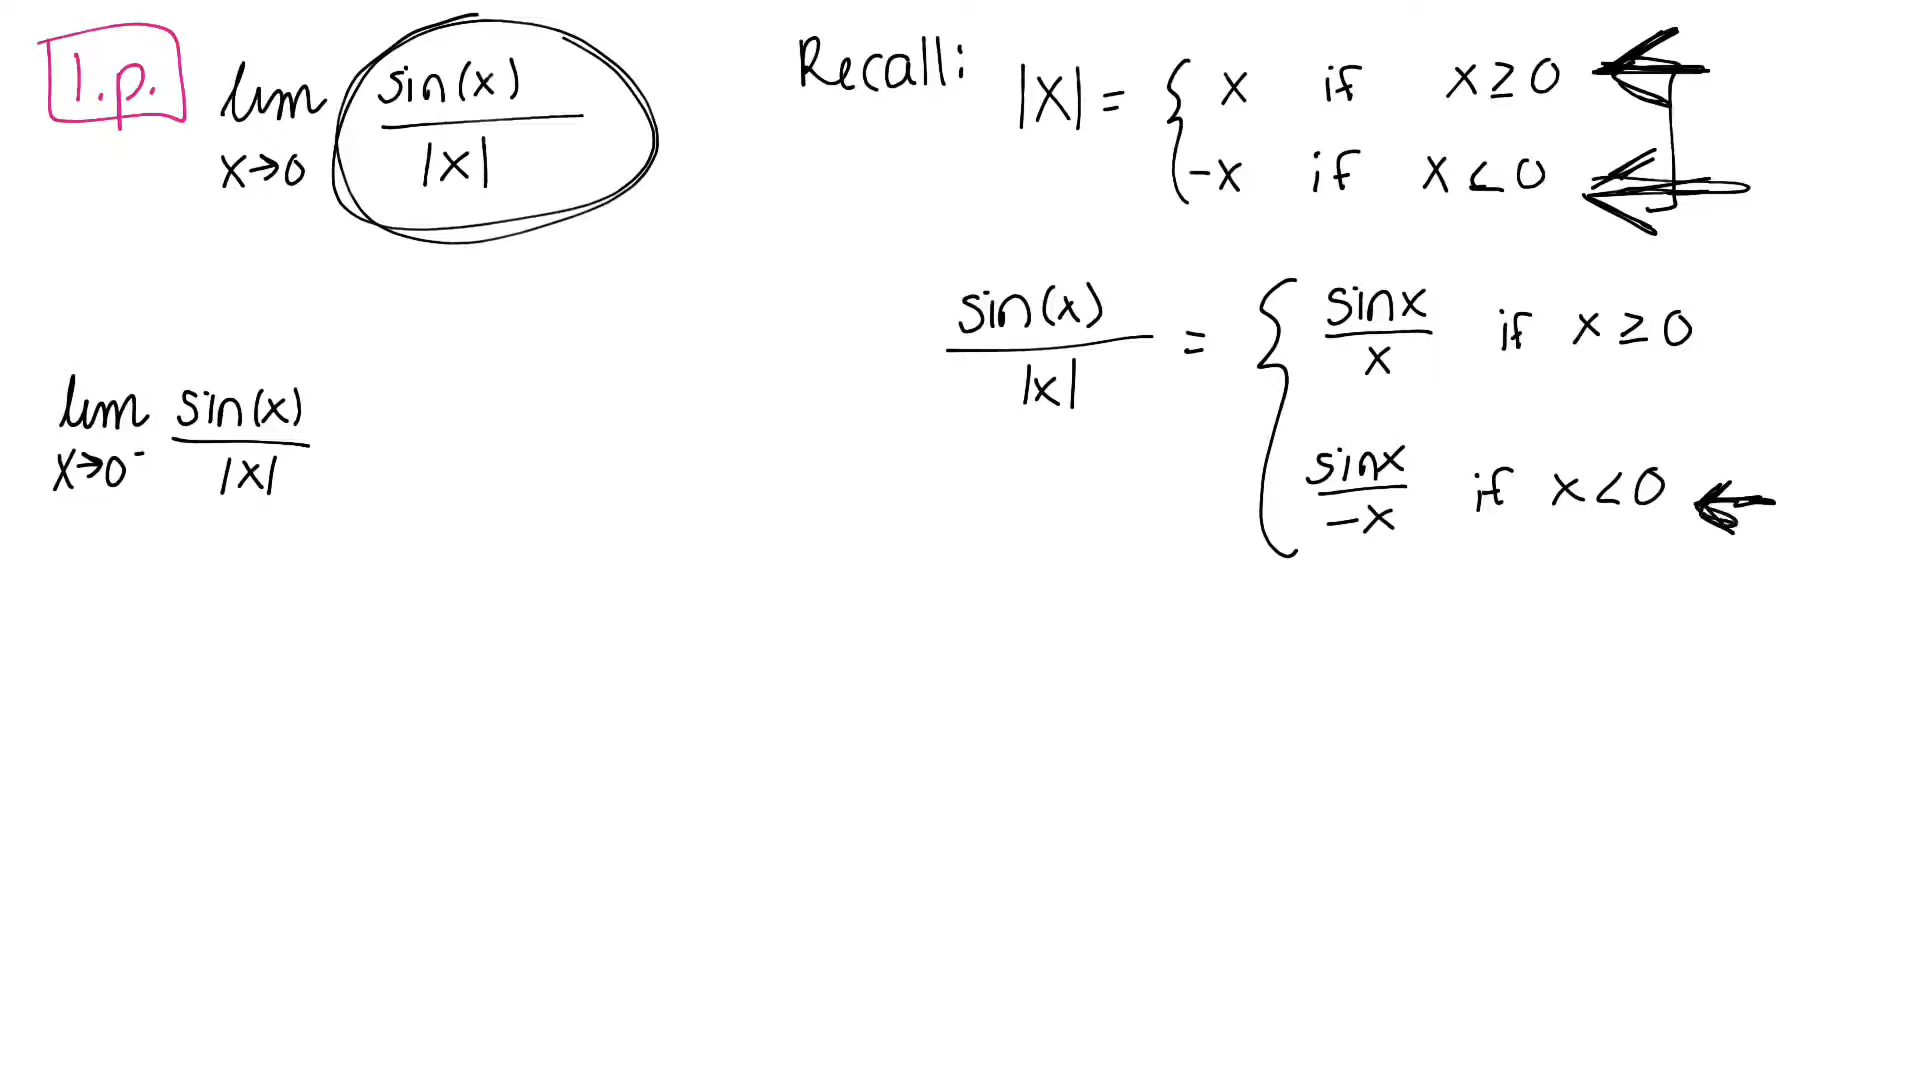 1.p. lim x→0 sin(x) / |x|
Recall: |x| = { x if x ≥ 0
-x if x < 0
sin(x) / |x| = { sinx / x if x ≥ 0
sinx / -x if x < 0
lim x→0⁻ sin(x) / |x|